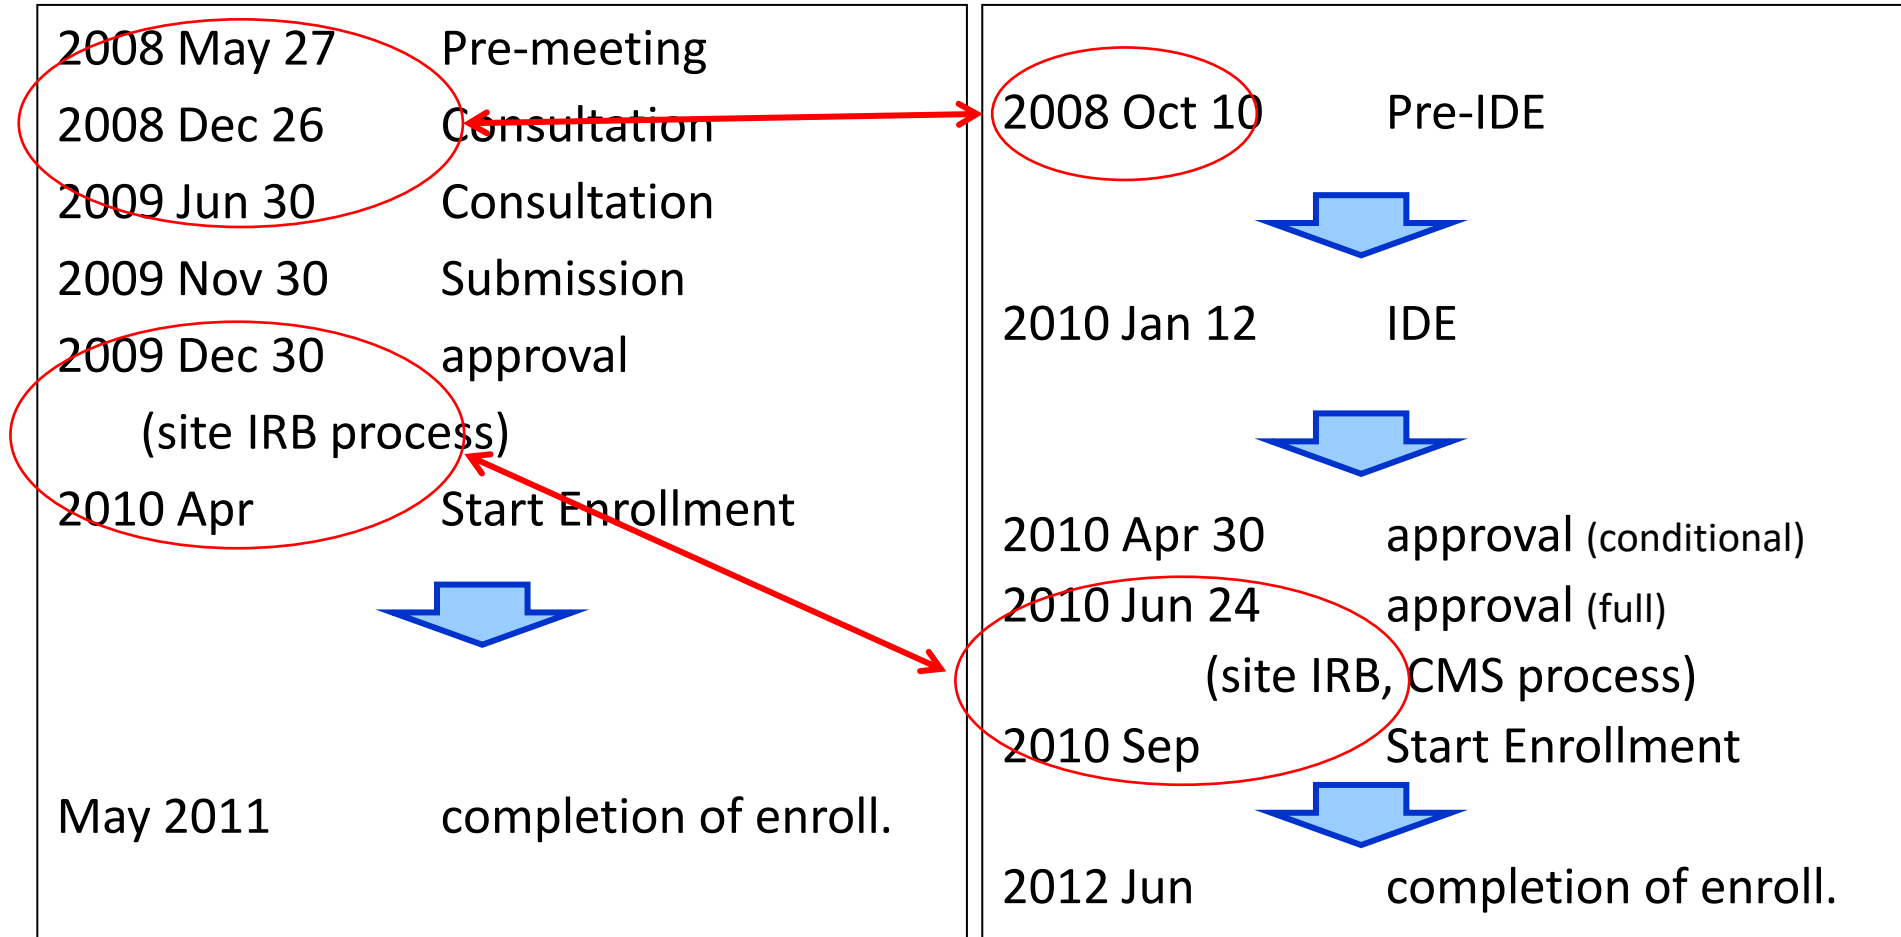 2008 May 27 Pre-meeting
2008 Dec 26 Consultation
2009 Jun 30 Consultation
2009 Nov 30 Submission
2009 Dec 30 approval
(site IRB process)
2010 Apr Start Enrollment
May 2011 completion of enroll.
2008 Oct 10 Pre-IDE
2010 Jan 12 IDE
2010 Apr 30 approval (conditional)
2010 Jun 24 approval (full)
(site IRB, CMS process)
2010 Sep Start Enrollment
2012 Jun completion of enroll.